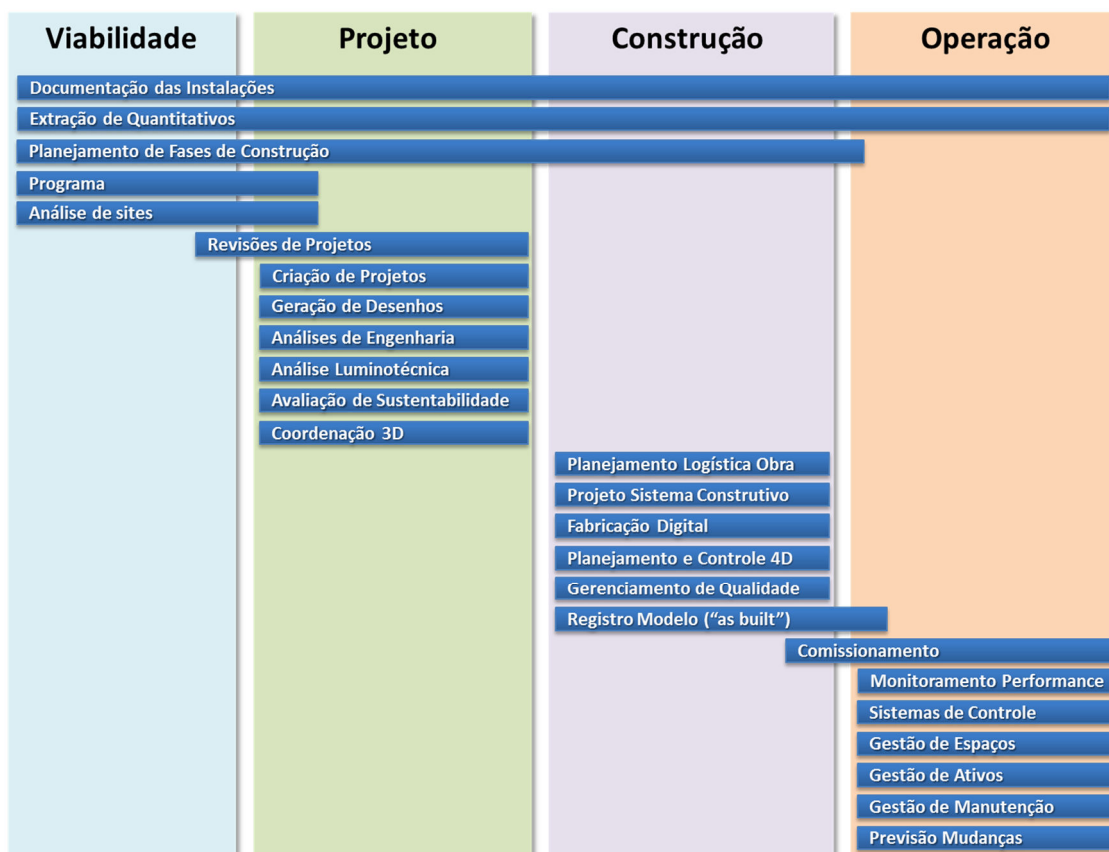 Viabilidade
Projeto
Construção
Operação
Documentação das Instalações
Extração de Quantitativos
Planejamento de Fases de Construção
Programa
Análise de sites
Revisões de Projetos
Criação de Projetos
Geração de Desenhos
Análises de Engenharia
Análise Luminotécnica
Avaliação de Sustentabilidade
Coordenação 3D
Planejamento Logística Obra
Projeto Sistema Construtivo
Fabricação Digital
Planejamento e Controle 4D
Gerenciamento de Qualidade
Registro Modelo (“as built”)
Comissionamento
Monitoramento Performance
Sistemas de Controle
Gestão de Espaços
Gestão de Ativos
Gestão de Manutenção
Previsão Mudanças